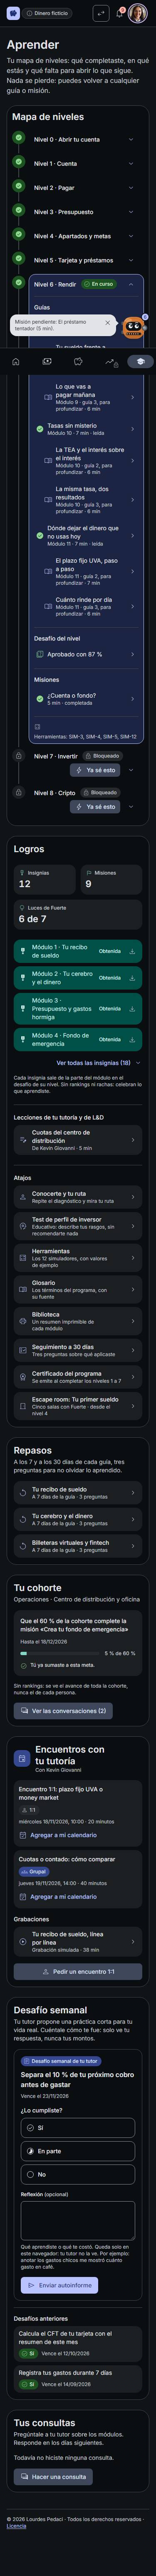 Dinero ficticio
Aprender
Tu mapa de niveles: qué completaste, en qué
estás y qué falta para abrir lo que sigue.
Nada se pierde: puedes volver a cualquier
guía o misión.
Mapa de niveles
Nivel 0 · Abrir tu cuenta
Nivel 1 · Cuenta
Nivel 2 · Pagar
Nivel 3 · Presupuesto
Nivel 4 · Apartados y metas
Nivel 5 · Tarjeta y préstamos
Nivel 6 · Rendir
En curso
Guías
Misión pendiente: El préstamo
tentador (5 min).
Tu sueldo frente a
Lo que vas a
pagar mañana
Módulo 9 · guía 3, para
profundizar · 6 min
Tasas sin misterio
Módulo 10 · 7 min · leída
La TEA y el interés sobre
el interés
Módulo 10 · guía 2, para
profundizar · 6 min
La misma tasa, dos
resultados
Módulo 10 · guía 3, para
profundizar · 6 min
Dónde dejar el dinero que
no usas hoy
Módulo 11 · 7 min · leída
El plazo fijo UVA, paso
a paso
Módulo 11 · guía 2, para
profundizar · 7 min
Cuánto rinde por día
Módulo 11 · guía 3, para
profundizar · 6 min
Desafío del nivel
Aprobado con 87 %
Misiones
¿Cuenta o fondo?
5 min · completada
Herramientas: SIM-3, SIM-4, SIM-5, SIM-12
Nivel 7 · Invertir
Bloqueado
Ya sé esto
Nivel 8 · Cripto
Bloqueado
Ya sé esto
Logros
Insignias
12
Misiones
9
Luces de Fuerte
6 de 7
Módulo 1 · Tu recibo
de sueldo
Obtenida
Módulo 2 · Tu cerebro
y el dinero
Obtenida
Módulo 3 ·
Presupuesto y gastos
hormiga
Obtenida
Módulo 4 · Fondo de
emergencia
Obtenida
Ver todas las insignias (18)
Cada insignia sale de la parte del módulo en el
desafío de su nivel. Sin rankings ni rachas: celebran lo
que aprendiste.
Lecciones de tu tutoría y de L&D
Cuotas del centro de
distribución
De Kevin Giovanni · 5 min
Atajos
Conocerte y tu ruta
Repite el diagnóstico y mira tu ruta
Test de perfil de inversor
Educativo: describe tus rasgos, sin
recomendarte nada
Herramientas
Los 12 simuladores, con valores
de ejemplo
Glosario
Los términos del programa, con
su fuente
Biblioteca
Un resumen imprimible de
cada módulo
Seguimiento a 30 días
Tres preguntas sobre qué aplicaste
Certificado del programa
Se emite al completar los niveles 1 a 7
Escape room: Tu primer sueldo
Cinco salas con Fuerte · desde el
nivel 4
Repasos
A los 7 y a los 30 días de cada guía, tres
preguntas para no olvidar lo aprendido.
Tu recibo de sueldo
A 7 días de la guía · 3 preguntas
Tu cerebro y el dinero
A 7 días de la guía · 3 preguntas
Billeteras virtuales y fintech
A 7 días de la guía · 3 preguntas
Tu cohorte
Operaciones · Centro de distribución y oficina
Que el 60 % de la cohorte complete la
misión «Crea tu fondo de emergencia»
Hasta el 18/12/2026
5 % de 60 %
Tú ya sumaste a esta meta.
Sin rankings: se ve el avance de toda la cohorte,
nunca el de cada persona.
Ver las conversaciones (2)
Encuentros con
tu tutoría
Con Kevin Giovanni
Encuentro 1:1: plazo fijo UVA o
money market
1:1
miércoles 18/11/2026, 10:00 · 20 minutos
Agregar a mi calendario
Cuotas o contado: cómo comparar
Grupal
jueves 19/11/2026, 14:00 · 40 minutos
Agregar a mi calendario
Grabaciones
Tu recibo de sueldo, línea
por línea
Grabación simulada · 38 min
Pedir un encuentro 1:1
Desafío semanal
Tu tutor propone una práctica corta para tu
vida real. Cuéntale cómo te fue: solo ve tu
respuesta, nunca tus montos.
Desafío semanal de tu tutor
Separa el 10 % de tu próximo cobro
antes de gastar
Vence el 23/11/2026
¿Lo cumpliste?
Sí
En parte
No
Reflexión (opcional)
Qué aprendiste o qué te costó. Queda solo en
este navegador: tu tutor no la ve. Por ejemplo:
anotar los gastos chicos me mostró cuánto
gasto en café.
Enviar autoinforme
Desafíos anteriores
Calcula el CFT de tu tarjeta con el
resumen de este mes
Sí
Vence el 12/10/2026
Registra tus gastos durante 7 días
Sí
Vence el 14/09/2026
Tus consultas
Pregúntale a tu tutor sobre los módulos.
Responde en los días siguientes.
Todavía no hiciste ninguna consulta.
Hacer una consulta
© 2026 Lourdes Pedaci · Todos los derechos reservados ·
Licencia